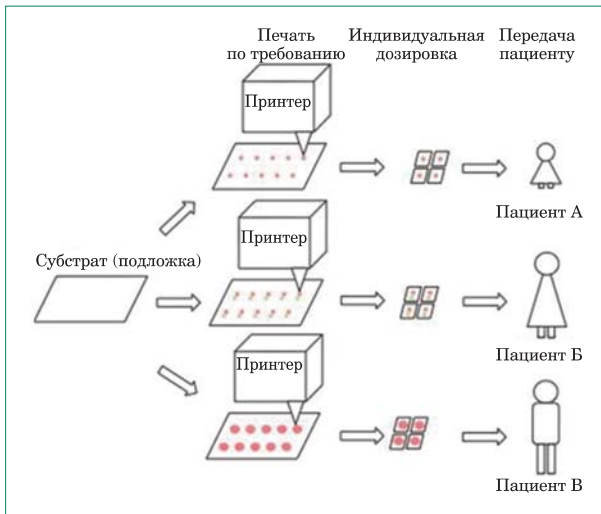 Печать
по требованию
Индивидуальная
дозировка
Передача
пациенту
Принтер
Пациент А
Принтер
Субстрат (подложка)
Пациент Б
Принтер
Пациент В